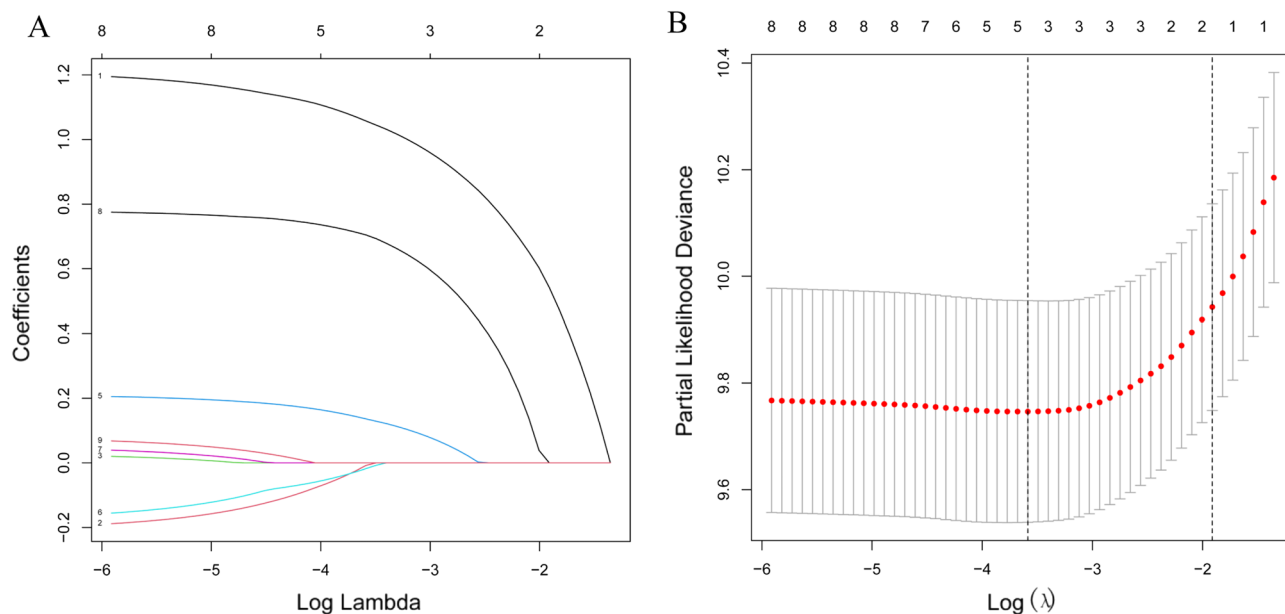 A
8 8 5 3 2
1.2
1.0
0.8
0.6
0.4
0.2
0.0
−0.2
Coefficients
1
8
5
9
7
3
6
2
−6 −5 −4 −3 −2
Log Lambda
B
8 8 8 8 8 7 6 5 5 3 3 3 2 2 1 1
10.4
10.2
10.0
9.8
9.6
Partial Likelihood Deviance
−6 −5 −4 −3 −2
Log (λ)